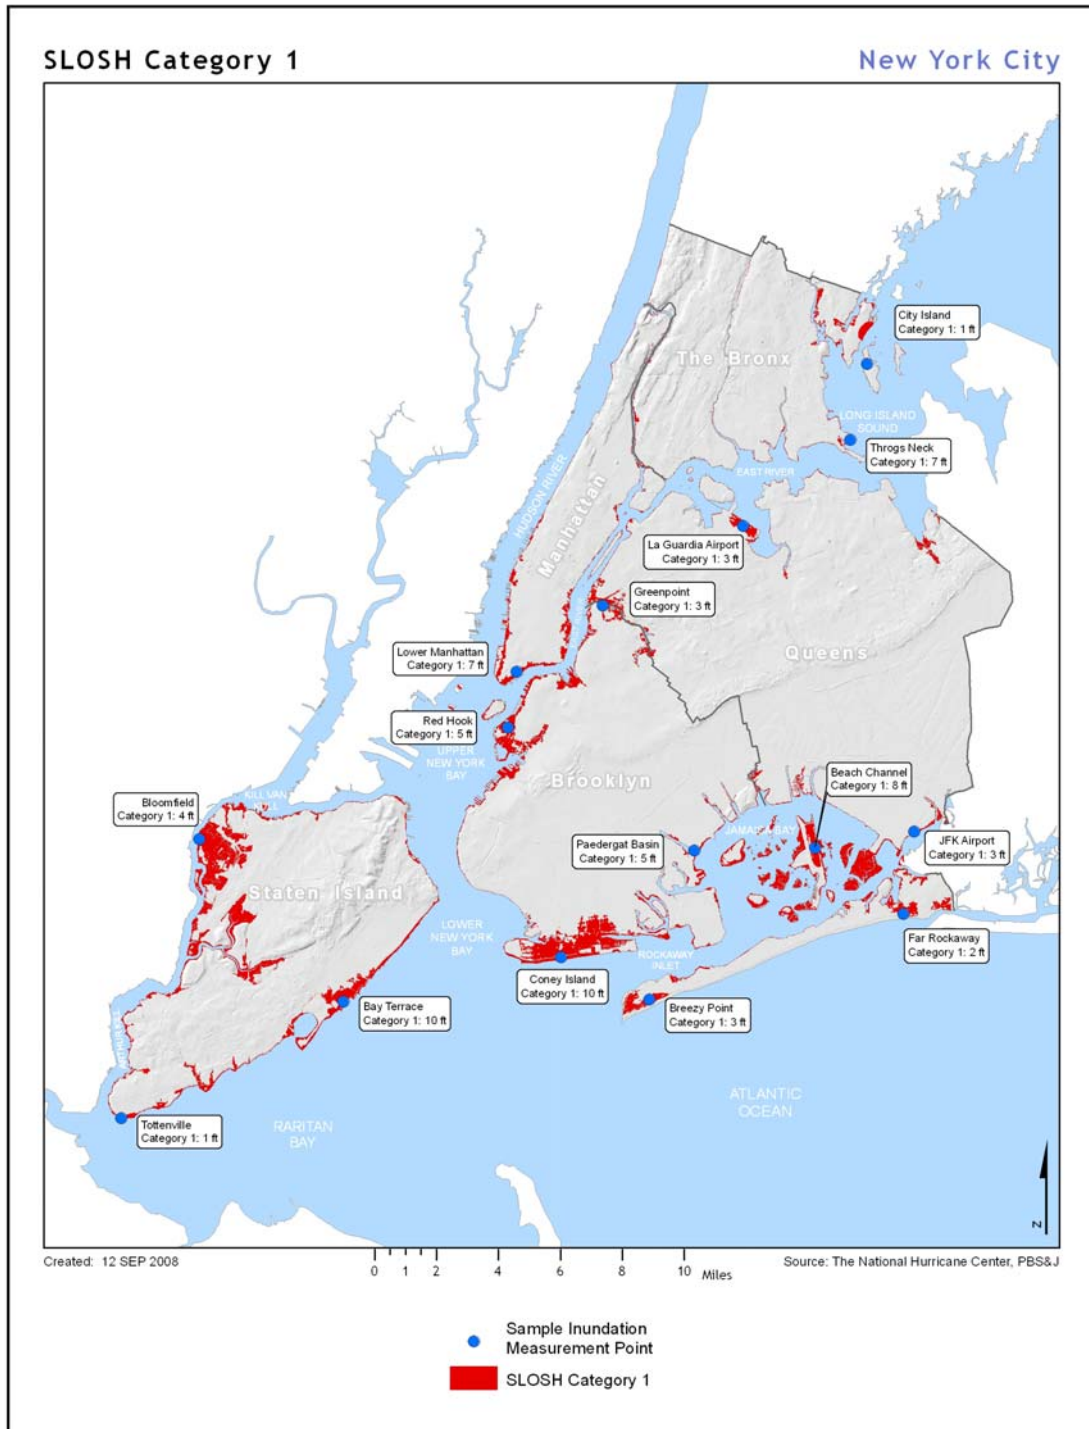 SLOSH Category 1
New York City
City Island
Category 1: 1 ft
The Bronx
LONG ISLAND
SOUND
Throgs Neck
Category 1: 7 ft
EAST RIVER
HUDSON RIVER
Manhattan
La Guardia Airport
Category 1: 3 ft
Greenpoint
Category 1: 3 ft
Lower Manhattan
Category 1: 7 ft
Queens
Red Hook
Category 1: 5 ft
UPPER
NEW YORK
BAY
Brooklyn
Beach Channel
Category 1: 8 ft
KILL VAN
KULL
Bloomfield
Category 1: 4 ft
JAMAICA BAY
Paedergat Basin
Category 1: 5 ft
JFK Airport
Category 1: 3 ft
Staten Island
LOWER
NEW YORK
BAY
Far Rockaway
Category 1: 2 ft
ROCKAWAY
INLET
Coney Island
Category 1: 10 ft
Bay Terrace
Category 1: 10 ft
Breezy Point
Category 1: 3 ft
ARTHUR KILL
ATLANTIC
OCEAN
Tottenville
Category 1: 1 ft
RARITAN
BAY
N
Created: 12 SEP 2008
Source: The National Hurricane Center, PBS&J
0 1 2 4 6 8 10 Miles
Sample Inundation
Measurement Point
SLOSH Category 1